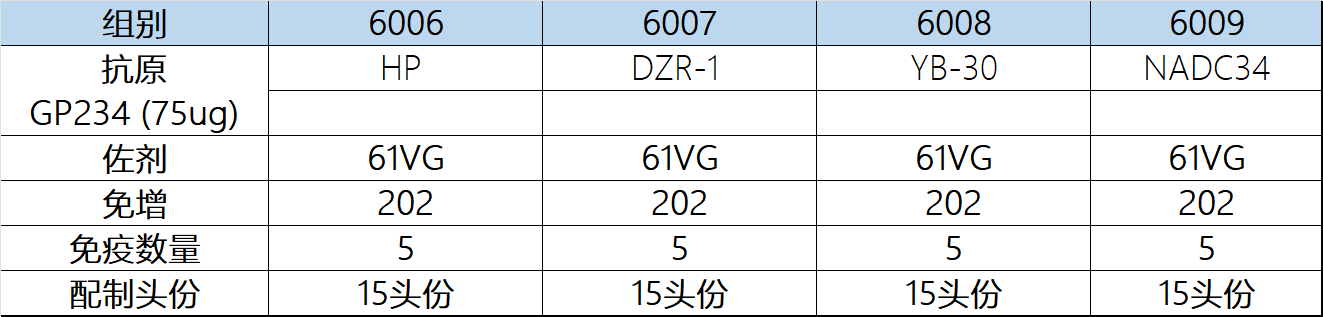 组别 6006 6007 6008 6009
抗原 HP DZR-1 YB-30 NADC34
GP234 (75ug)
佐剂 61VG 61VG 61VG 61VG
免增 202 202 202 202
免疫数量 5 5 5 5
配制头份 15头份 15头份 15头份 15头份